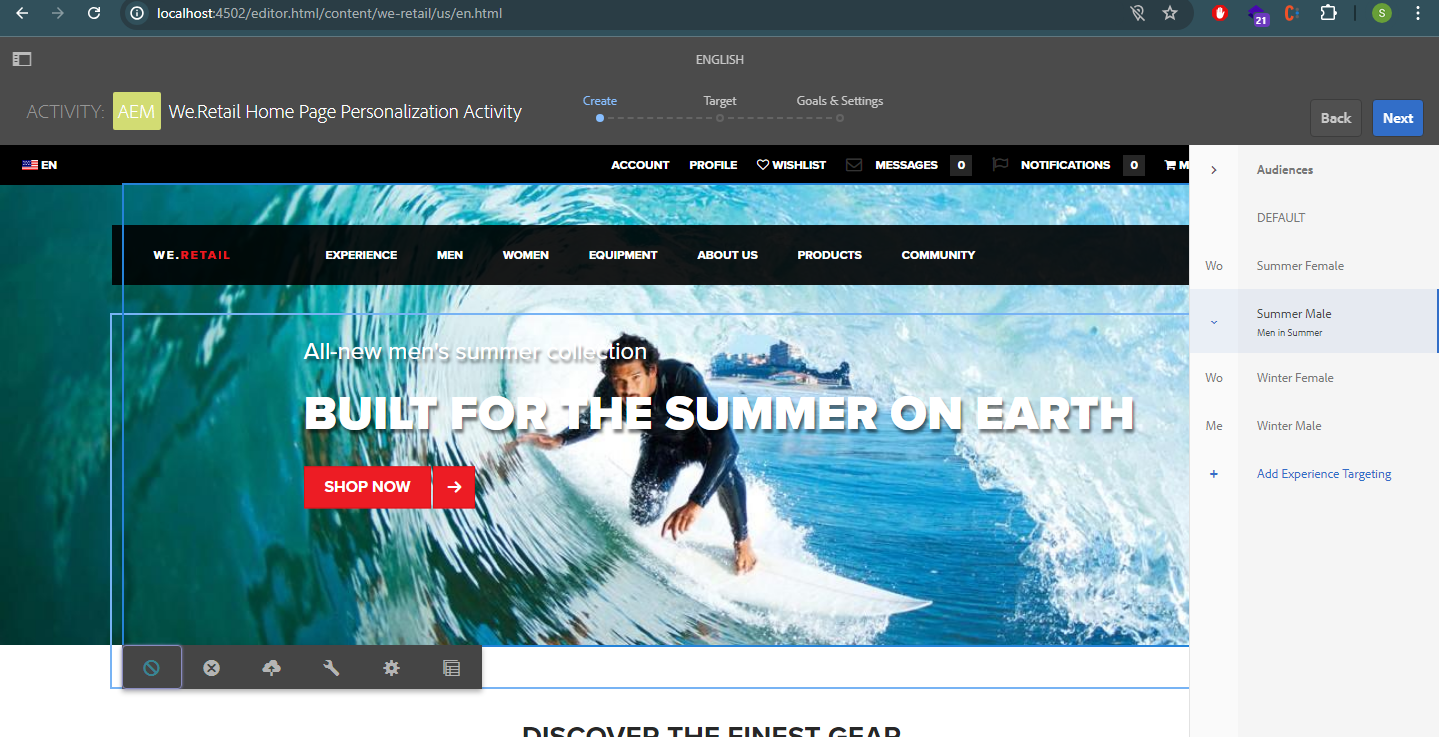 localhost:4502/editor.html/content/we-retail/us/en.html
21
S
ENGLISH
ACTIVITY: AEM We.Retail Home Page Personalization Activity
Create Target Goals & Settings
Back Next
EN ACCOUNT PROFILE WISHLIST MESSAGES 0 NOTIFICATIONS 0 M
WE.RETAIL EXPERIENCE MEN WOMEN EQUIPMENT ABOUT US PRODUCTS COMMUNITY
All-new men's summer collection
BUILT FOR THE SUMMER ON EARTH
SHOP NOW
DISCOVER THE FINEST GEAR
Audiences
DEFAULT
Wo Summer Female
Summer Male
Men in Summer
Wo Winter Female
Me Winter Male
+ Add Experience Targeting